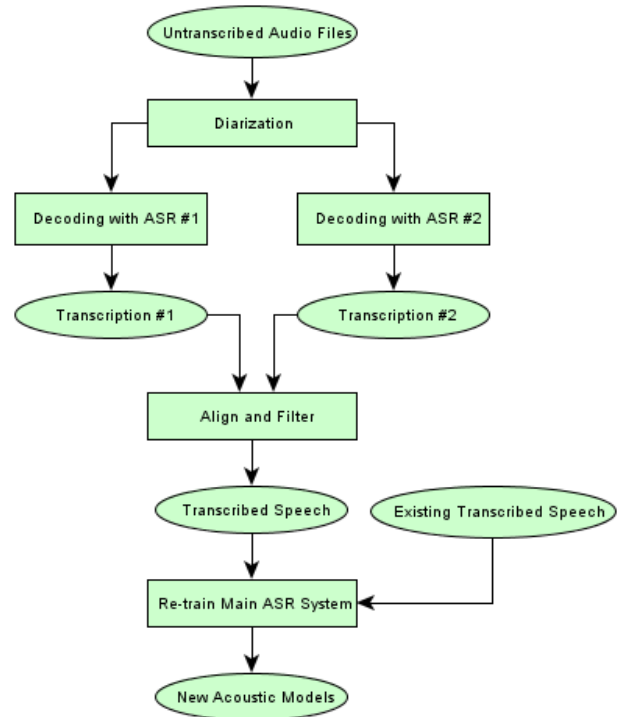 Untranscribed Audio Files
Diarization
Decoding with ASR #1
Decoding with ASR #2
Transcription #1
Transcription #2
Align and Filter
Transcribed Speech
Existing Transcribed Speech
Re-train Main ASR System
New Acoustic Models